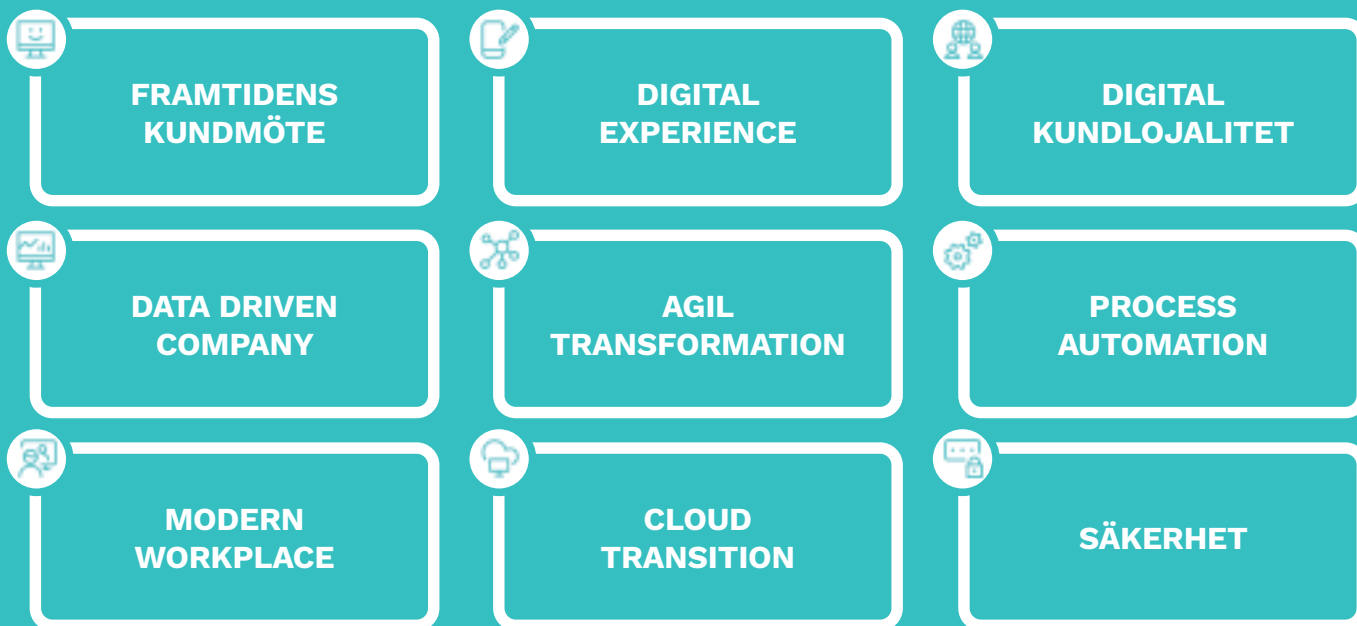 FRAMTIDENS
KUNDMÖTE
DIGITAL
EXPERIENCE
DIGITAL
KUNDLOJALITET
DATA DRIVEN
COMPANY
AGIL
TRANSFORMATION
PROCESS
AUTOMATION
MODERN
WORKPLACE
CLOUD
TRANSITION
SÄKERHET